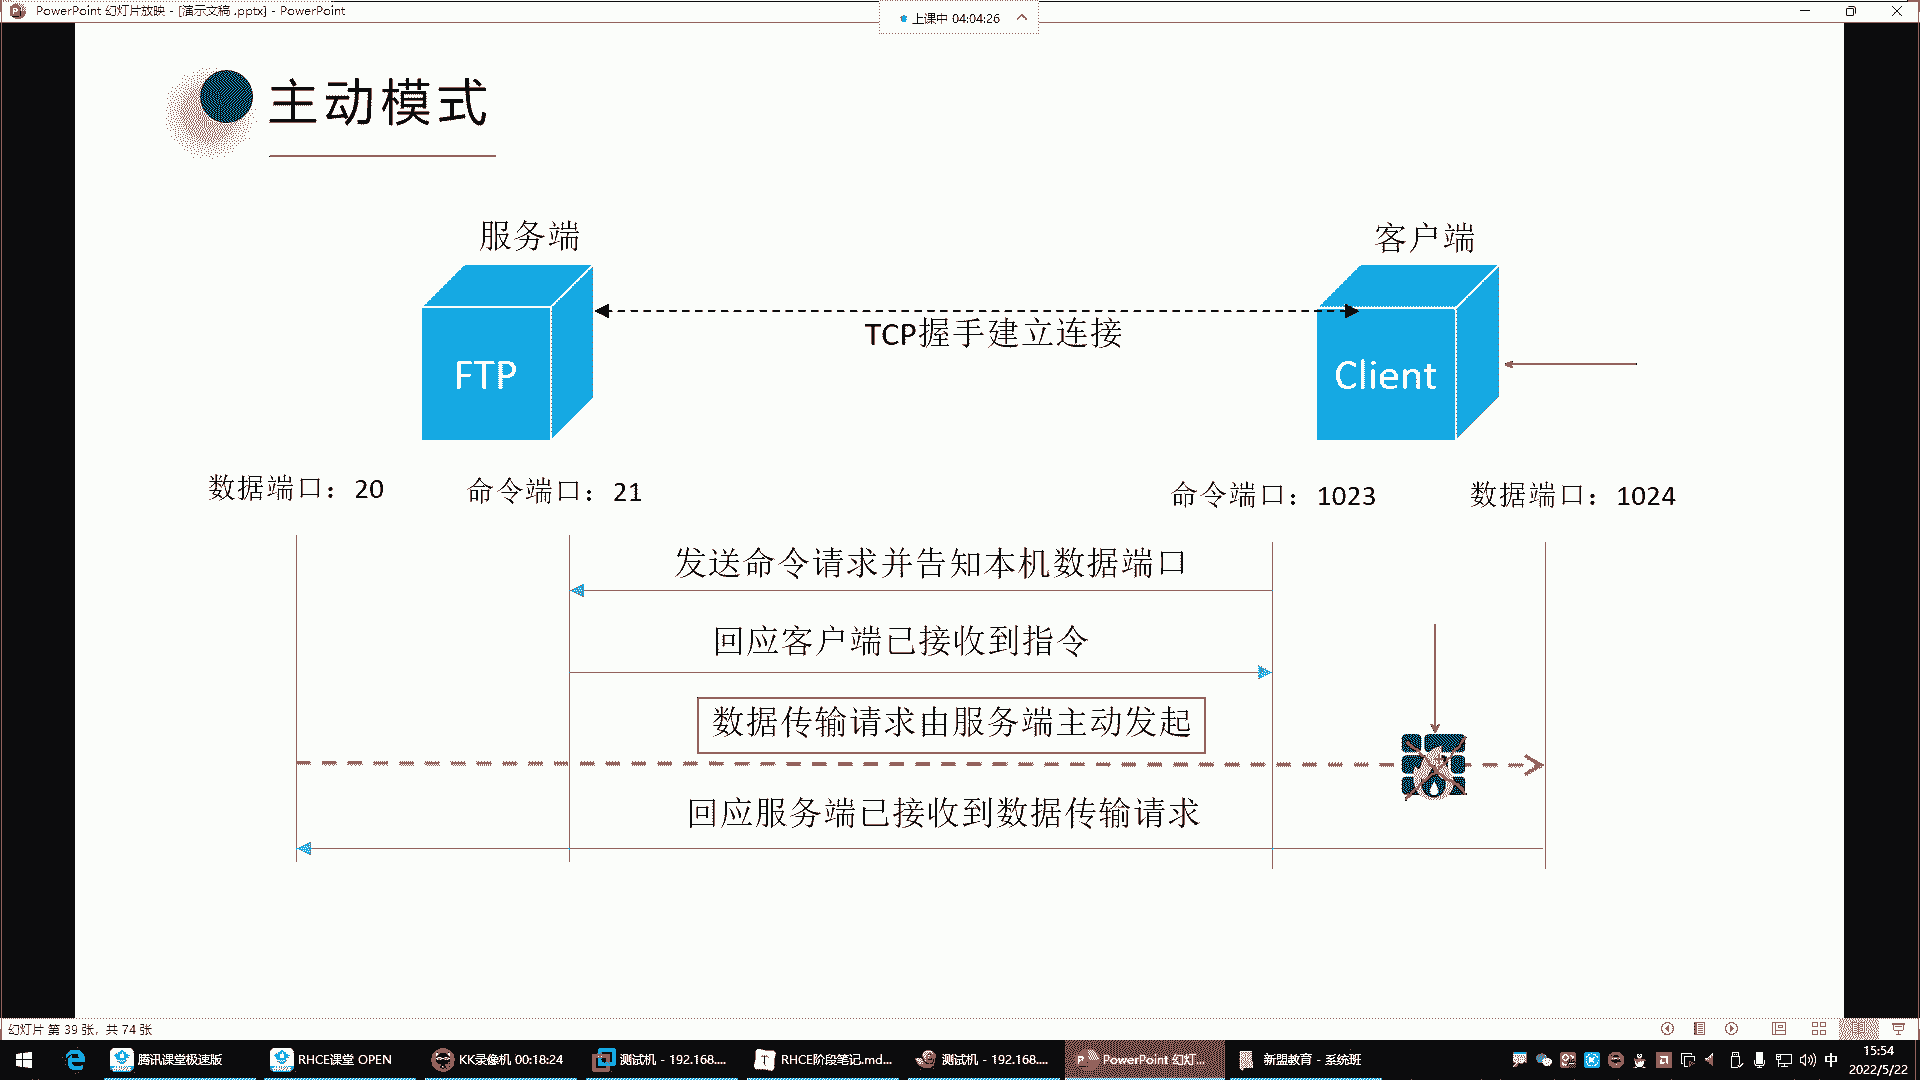 PowerPoint 幻灯片放映 - [演示文稿 .pptx] - PowerPoint
上课中 04:04:26
主动模式
服务端
客户端
TCP握手建立连接
FTP
Client
数据端口：20
命令端口：21
命令端口：1023
数据端口：1024
发送命令请求并告知本机数据端口
回应客户端已接收到指令
数据传输请求由服务端主动发起
回应服务端已接收到数据传输请求
幻灯片 第 39 张，共 74 张
腾讯课堂极速版
RHCE课堂 OPEN
KK录像机 00:18:24
测试机 - 192.168....
RHCE阶段笔记.md...
测试机 - 192.168....
PowerPoint 幻灯...
新盟教育 - 系统班
中
15:54
2022/5/22